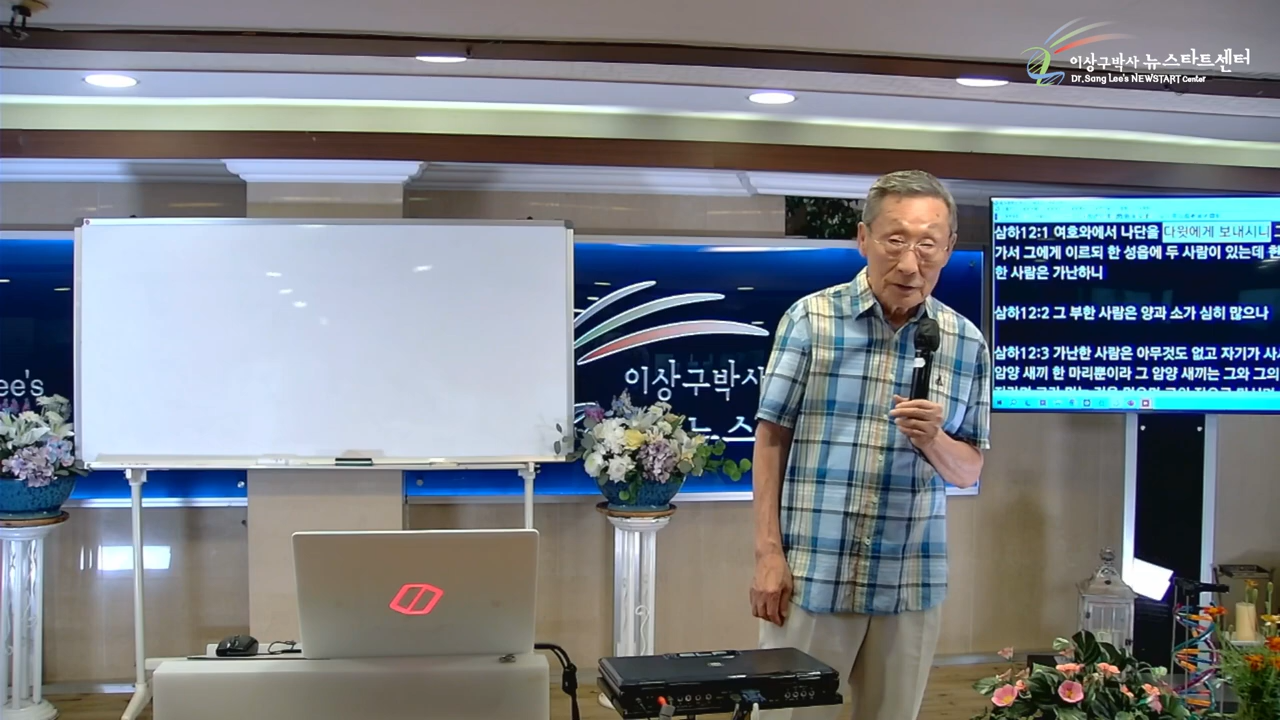 이상구박사 뉴스타트센터
Dr. Sang Lee's NEWSTART Center
삼하12:1 여호와께서 나단을 다윗에게 보내시니 그
가서 그에게 이르되 한 성읍에 두 사람이 있는데 한
한 사람은 가난하니
삼하12:2 그 부한 사람은 양과 소가 심히 많으나
삼하12:3 가난한 사람은 아무것도 없고 자기가 사
암양 새끼 한 마리뿐이라 그 암양 새끼는 그와 그의
ee's
이상구박사
뉴스